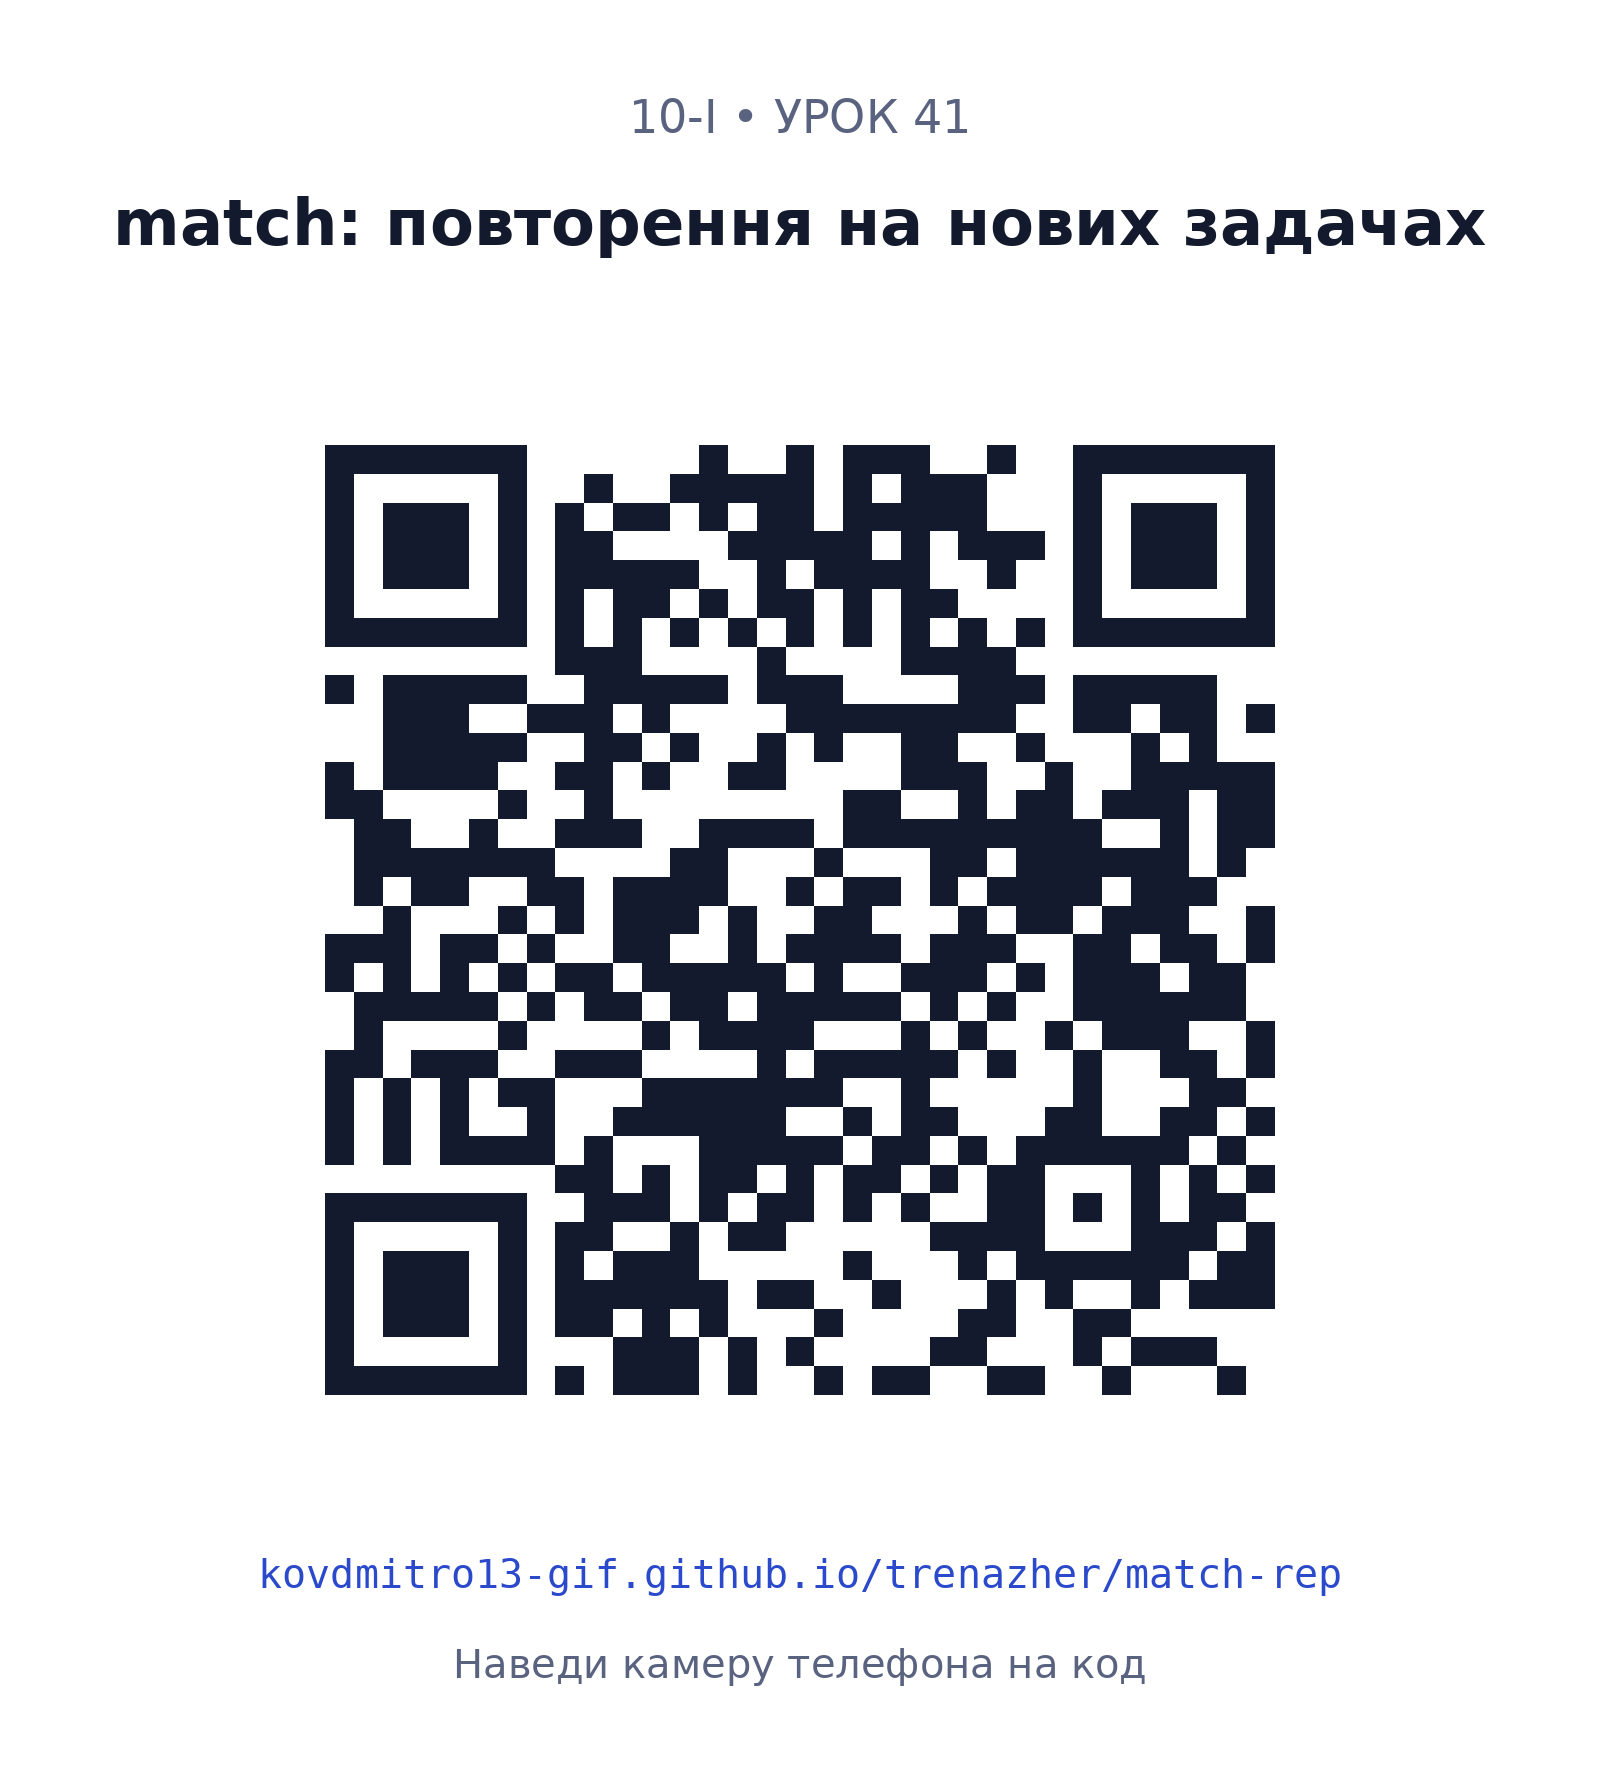 10-І • УРОК 41
match: повторення на нових задачах
kovdmitro13-gif.github.io/trenazher/match-rep
Наведи камеру телефона на код